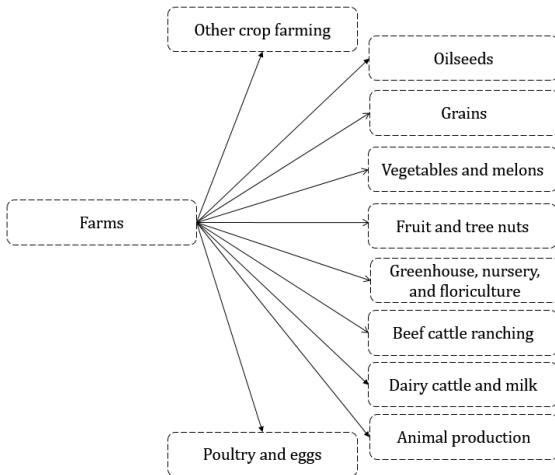 Other crop farming
Oilseeds
Grains
Vegetables and melons
Farms
Fruit and tree nuts
Greenhouse, nursery,
and floriculture
Beef cattle ranching
Dairy cattle and milk
Animal production
Poultry and eggs